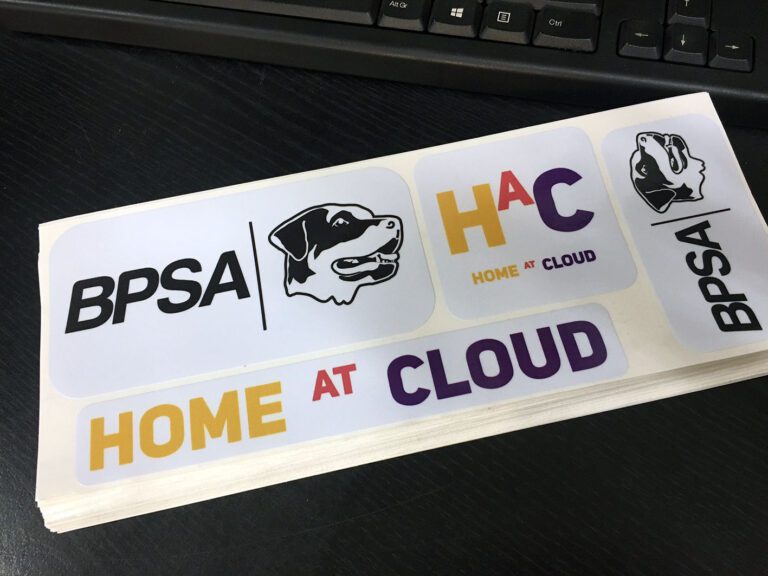 Alt Gr
Ctrl
BPSA
HAC
HOME AT CLOUD
BPSA
HOME AT CLOUD